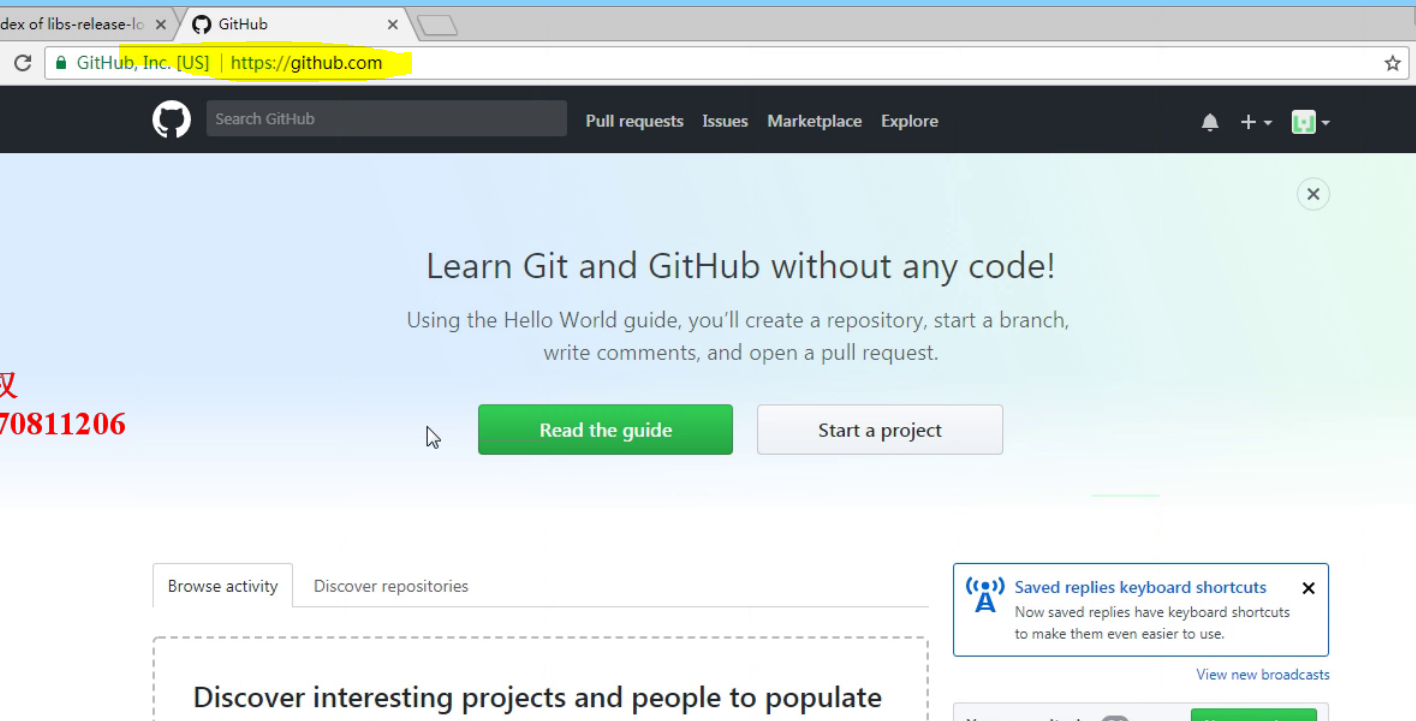 dex of libs-release-lo
GitHub
GitHub, Inc. [US] | https://github.com
Search GitHub
Pull requests Issues Marketplace Explore
Learn Git and GitHub without any code!
Using the Hello World guide, you’ll create a repository, start a branch,
write comments, and open a pull request.
权
70811206
Read the guide
Start a project
Browse activity
Discover repositories
Saved replies keyboard shortcuts
Now saved replies have keyboard shortcuts
to make them even easier to use.
View new broadcasts
Discover interesting projects and people to populate